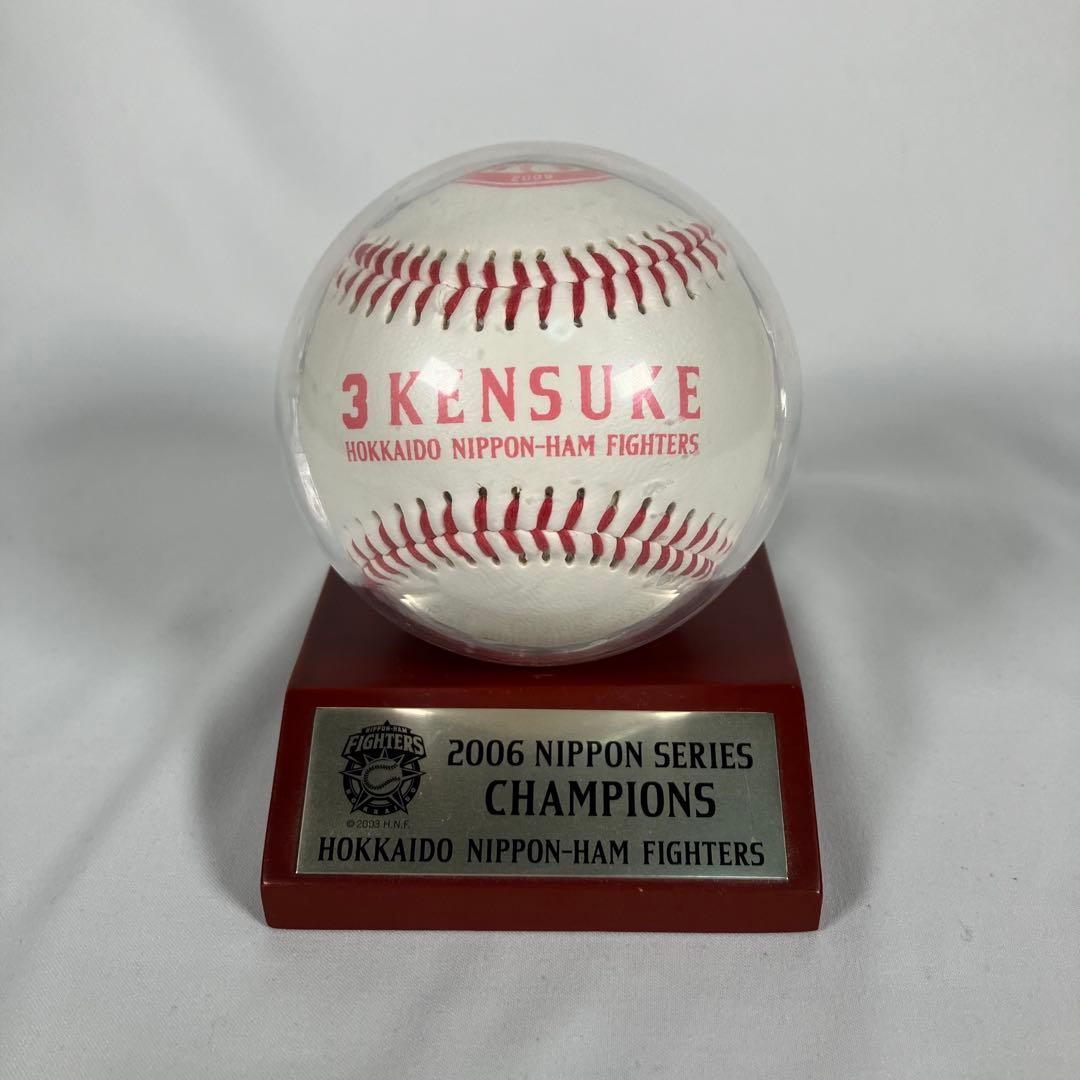 3 KENSUKE
HOKKAIDO NIPPON-HAM FIGHTERS
NIPPON-HAM
FIGHTERS
2006 NIPPON SERIES
CHAMPIONS
© 2003 H.N.F.
HOKKAIDO NIPPON-HAM FIGHTERS